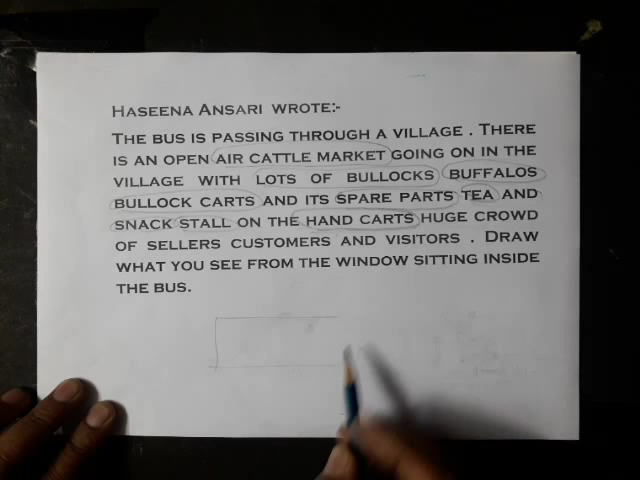 HASEENA ANSARI WROTE:-
THE BUS IS PASSING THROUGH A VILLAGE . THERE
IS AN OPEN AIR CATTLE MARKET GOING ON IN THE
VILLAGE WITH LOTS OF BULLOCKS BUFFALOS
BULLOCK CARTS AND ITS SPARE PARTS TEA AND
SNACK STALL ON THE HAND CARTS HUGE CROWD
OF SELLERS CUSTOMERS AND VISITORS . DRAW
WHAT YOU SEE FROM THE WINDOW SITTING INSIDE
THE BUS.